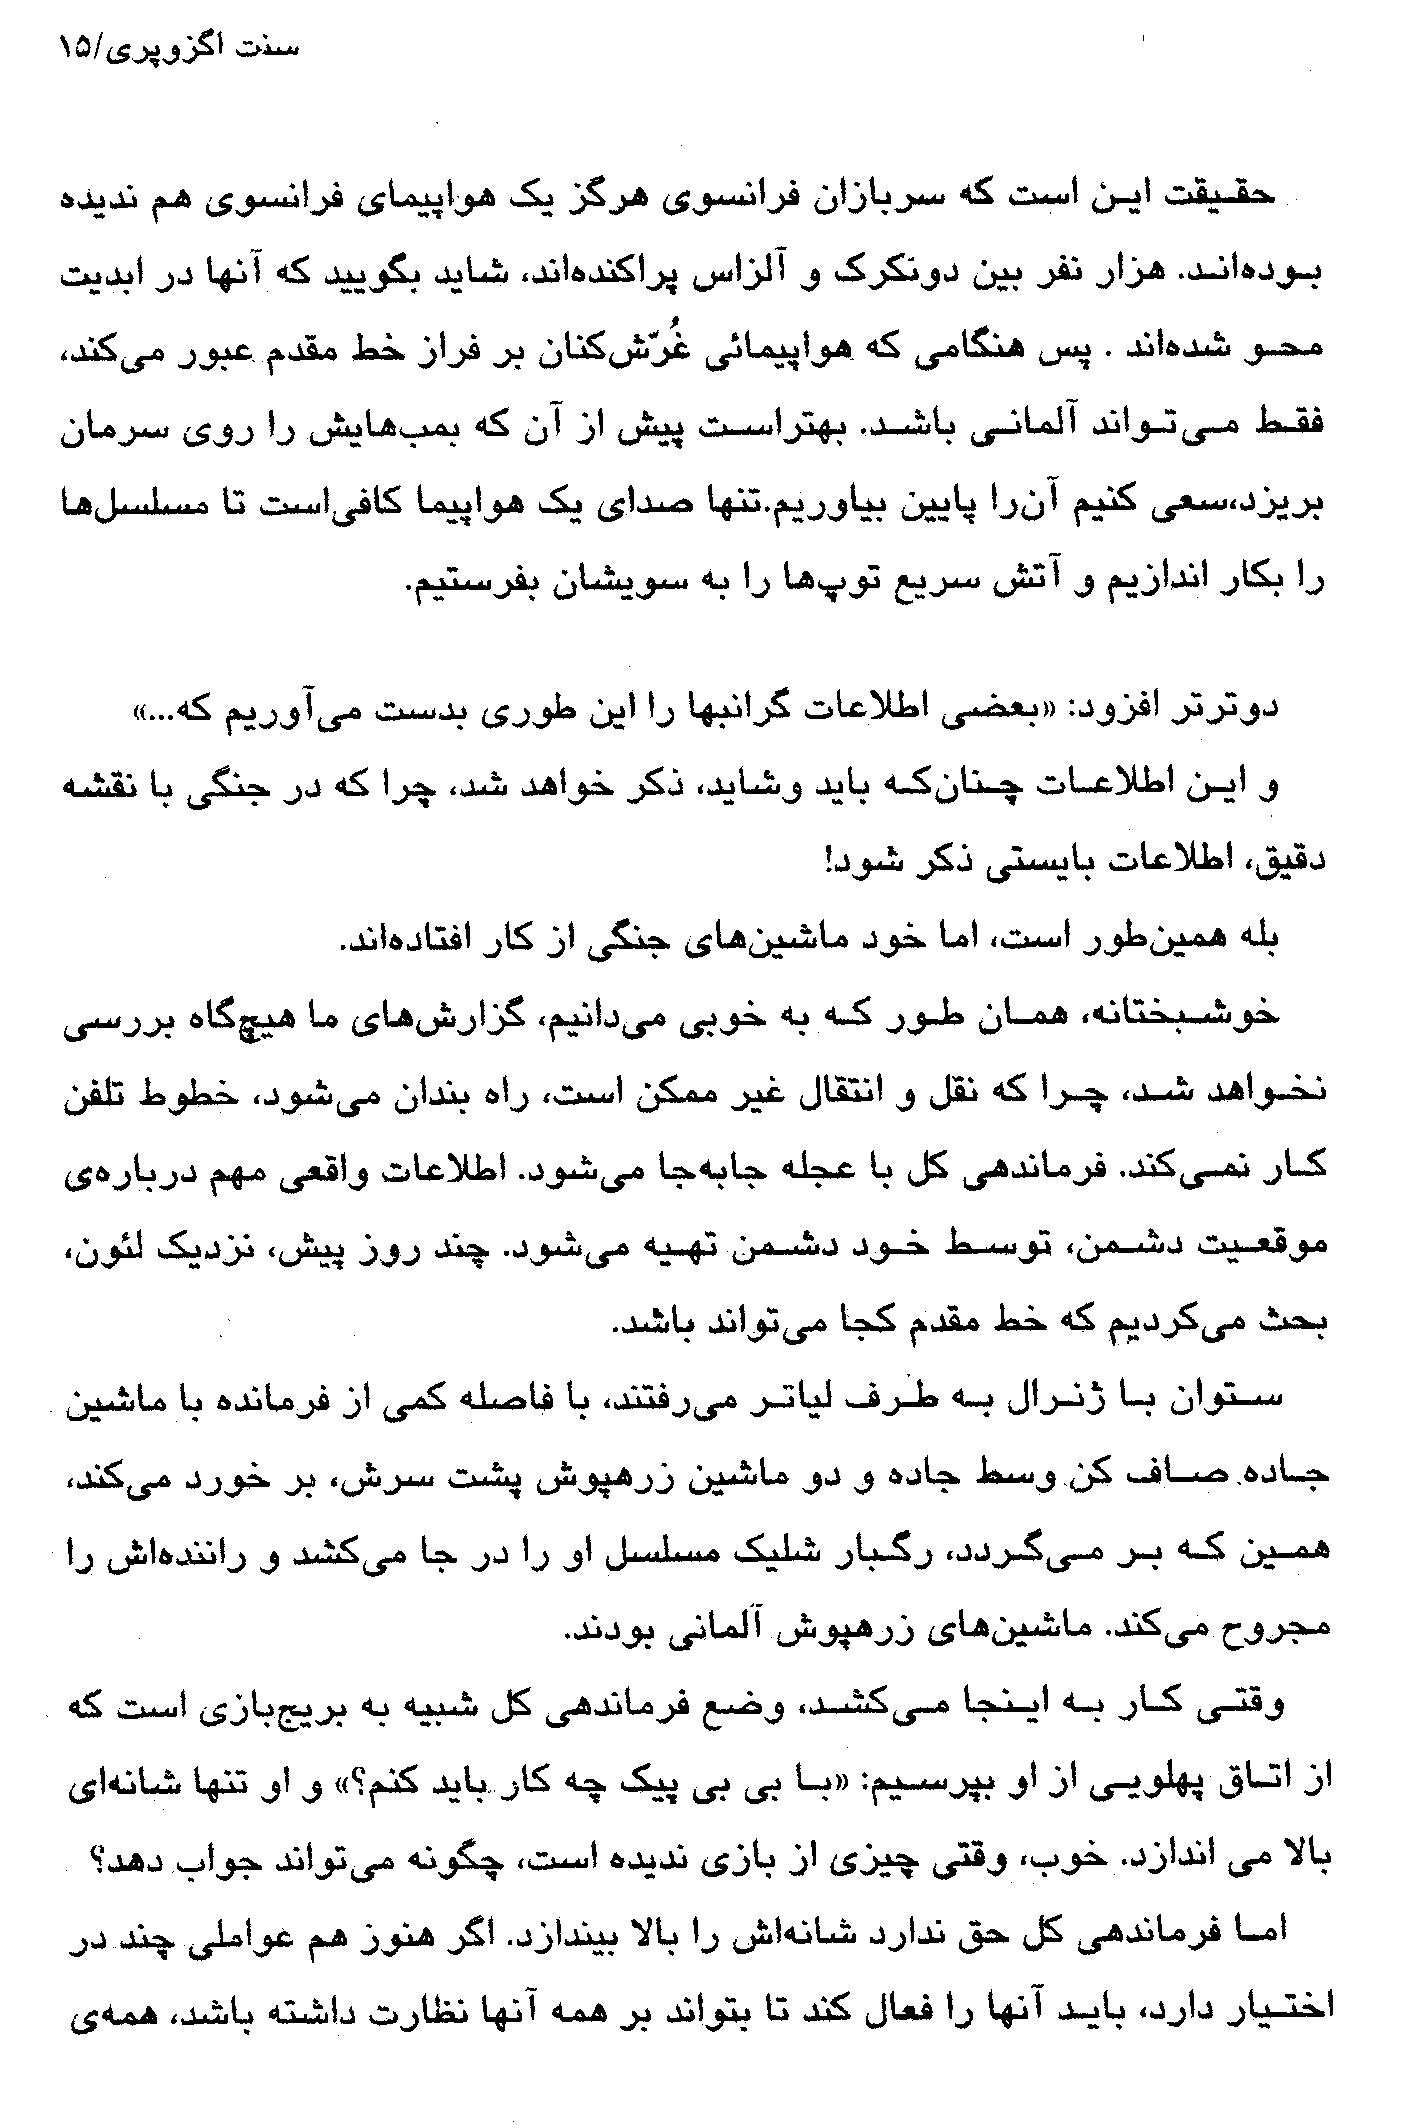 سنت اگزوپری/۱۵
حقیقت این است که سربازان فرانسوی هرگز یک هواپیمای فرانسوی هم ندیده
بوده‌اند. هزار نفر بین دونکرک و آلزاس پراکنده‌اند، شاید بگویید که آنها در ابدیت
محو شده‌اند . پس هنگامی که هواپیمائی غُرّش‌کنان بر فراز خط مقدم عبور می‌کند،
فقط می‌تواند آلمانی باشد. بهتراست پیش از آن که بمب‌هایش را روی سرمان
بریزد،سعی کنیم آن‌را پایین بیاوریم.تنها صدای یک هواپیما کافی‌است تا مسلسل‌ها
را بکار اندازیم و آتش سریع توپ‌ها را به سویشان بفرستیم.
دوترتر افزود: «بعضی اطلاعات گرانبها را این طوری بدست می‌آوریم که...»
و این اطلاعات چنان‌که باید وشاید، ذکر خواهد شد، چرا که در جنگی با نقشه
دقیق، اطلاعات بایستی ذکر شود!
بله همین‌طور است، اما خود ماشین‌های جنگی از کار افتاده‌اند.
خوشبختانه، همان طور که به خوبی می‌دانیم، گزارش‌های ما هیچ‌گاه بررسی
نخواهد شد، چرا که نقل و انتقال غیر ممکن است، راه بندان می‌شود، خطوط تلفن
کار نمی‌کند. فرماندهی کل با عجله جابه‌جا می‌شود. اطلاعات واقعی مهم درباره‌ی
موقعیت دشمن، توسط خود دشمن تهیه می‌شود. چند روز پیش، نزدیک لئون،
بحث می‌کردیم که خط مقدم کجا می‌تواند باشد.
ستوان با ژنرال به طرف لیاتر می‌رفتند، با فاصله کمی از فرمانده با ماشین
جاده صاف کن وسط جاده و دو ماشین زرهپوش پشت سرش، بر خورد می‌کند،
همین که بر می‌گردد، رگبار شلیک مسلسل او را در جا می‌کشد و راننده‌اش را
مجروح می‌کند. ماشین‌های زرهپوش آلمانی بودند.
وقتی کار به اینجا می‌کشد، وضع فرماندهی کل شبیه به بریج‌بازی است که
از اتاق پهلویی از او بپرسیم: «با بی بی پیک چه کار باید کنم؟» و او تنها شانه‌ای
بالا می اندازد. خوب، وقتی چیزی از بازی ندیده است، چگونه می‌تواند جواب دهد؟
اما فرماندهی کل حق ندارد شانه‌اش را بالا بیندازد. اگر هنوز هم عواملی چند در
اختیار دارد، باید آنها را فعال کند تا بتواند بر همه آنها نظارت داشته باشد، همه‌ی